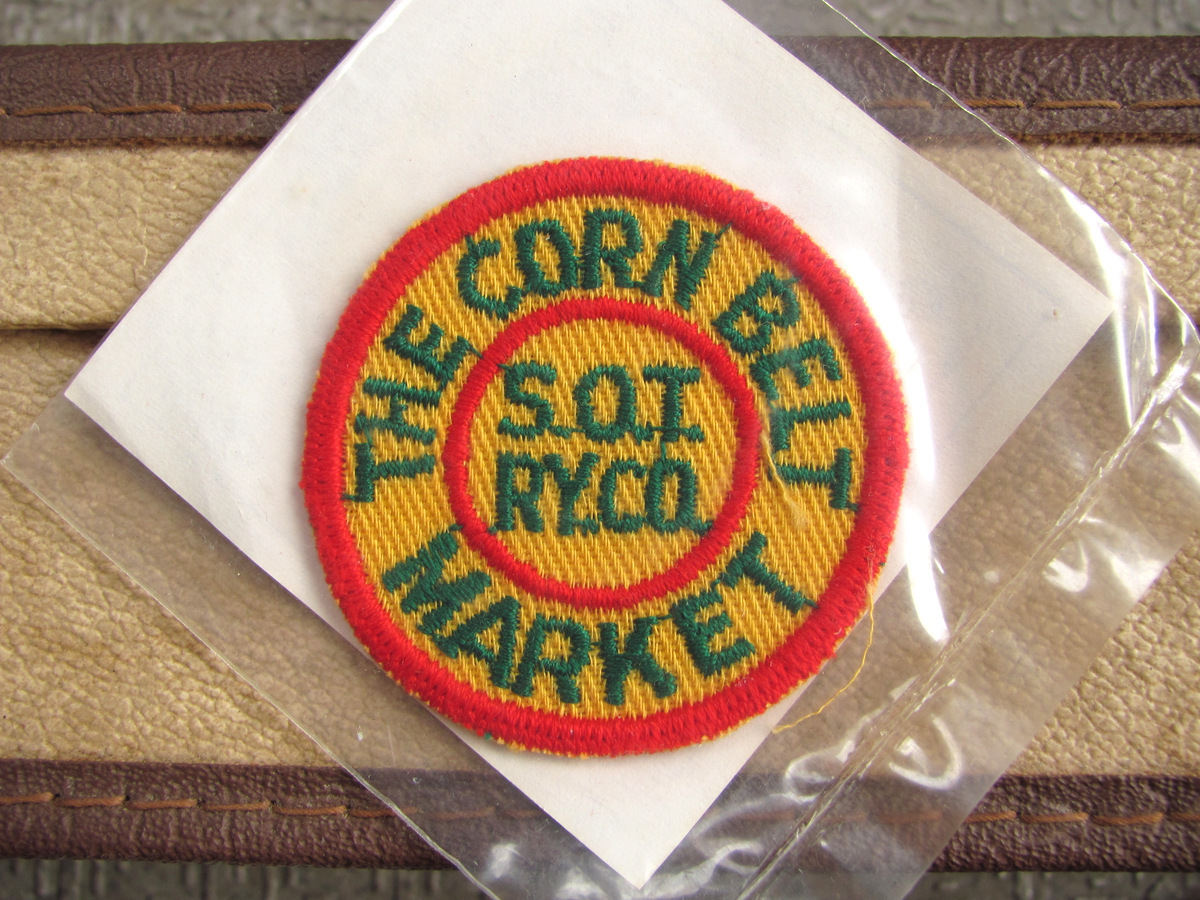 THE CORN BELT
S.O.T.
RY.CO.
MARKET